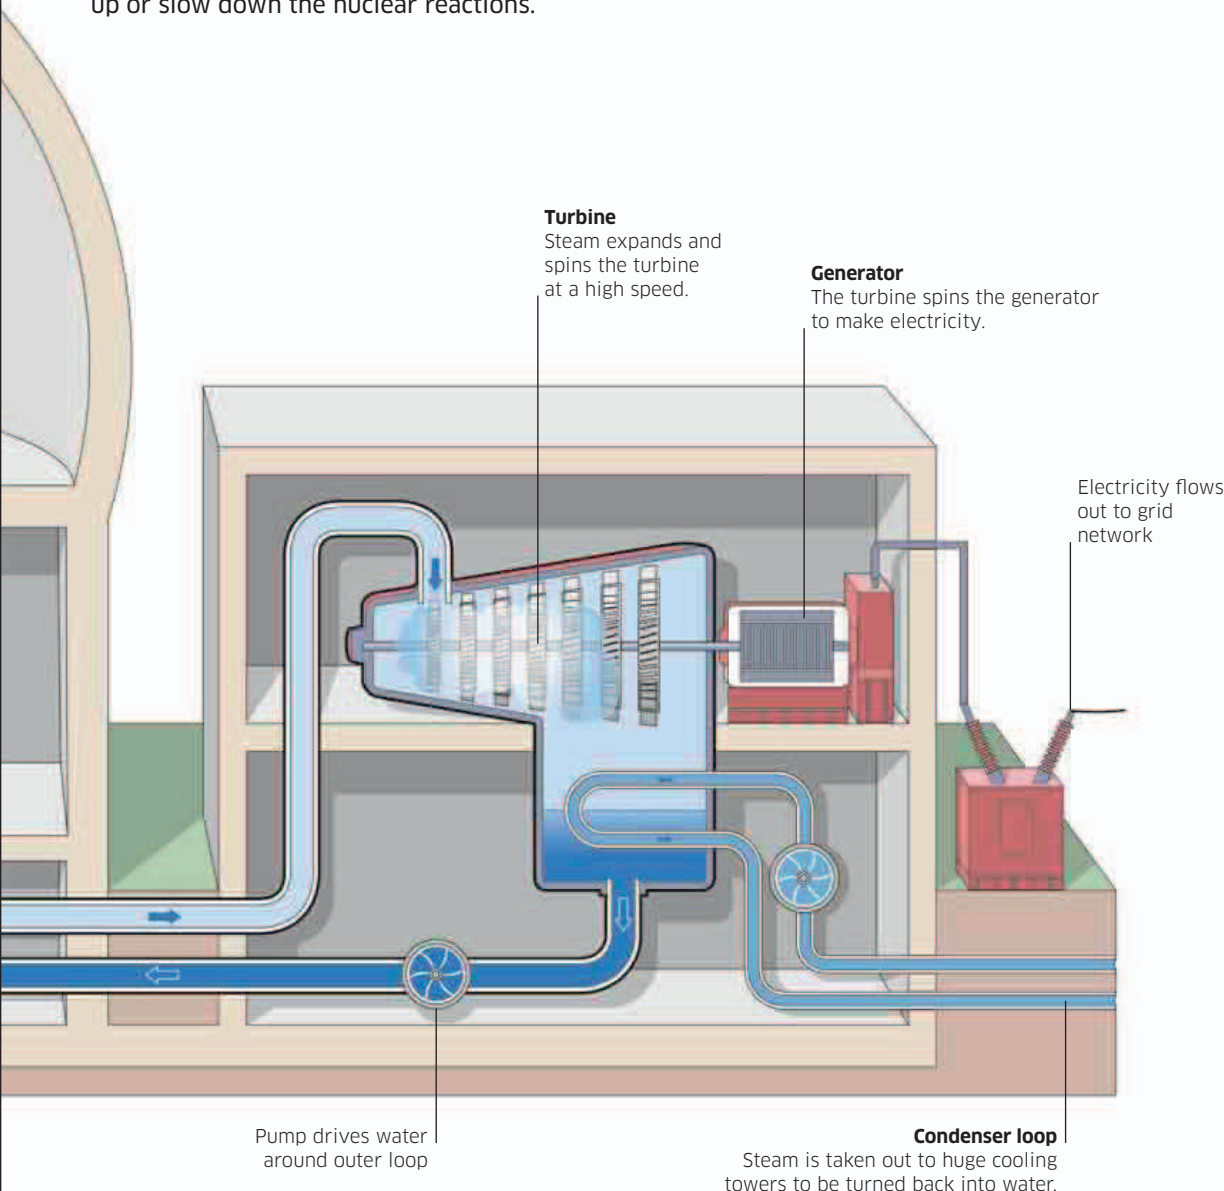 up or slow down the nuclear reactions.
Turbine
Steam expands and
spins the turbine
at a high speed.
Generator
The turbine spins the generator
to make electricity.
Electricity flows
out to grid
network
Pump drives water
around outer loop
Condenser loop
Steam is taken out to huge cooling
towers to be turned back into water.